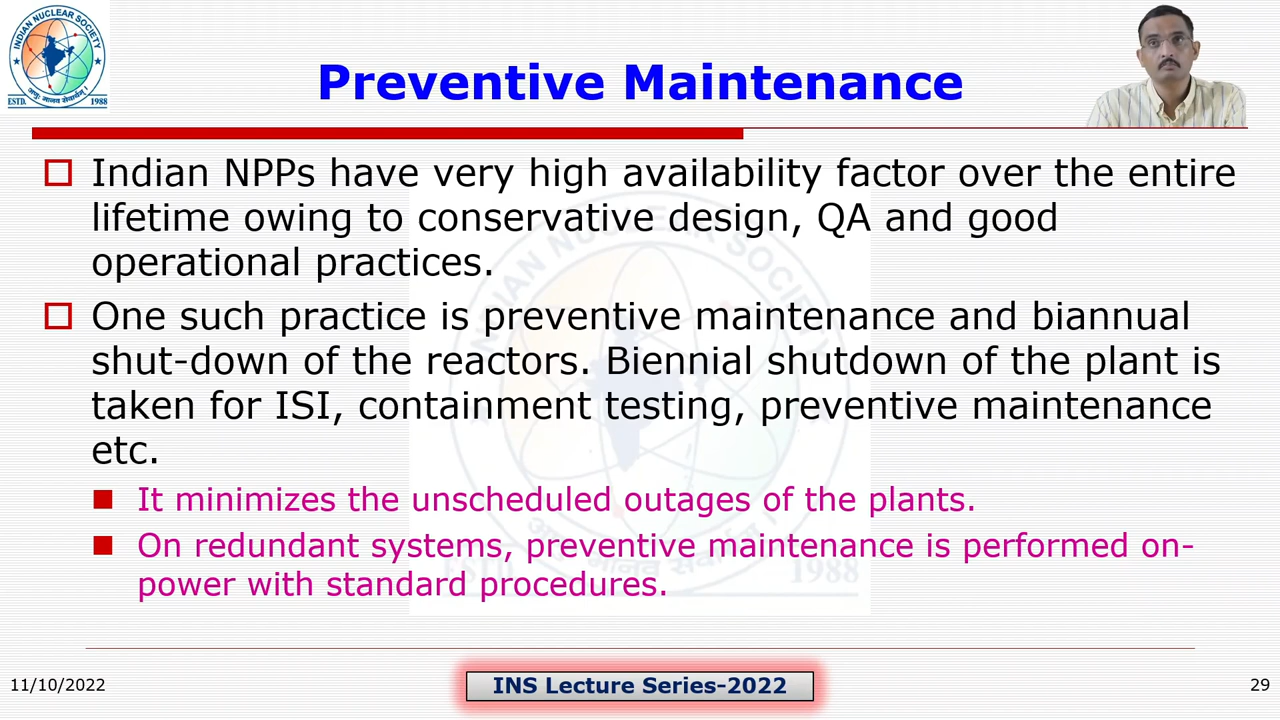 INDIAN NUCLEAR SOCIETY
ESTD. 1988
Preventive Maintenance
Indian NPPs have very high availability factor over the entire
lifetime owing to conservative design, QA and good
operational practices.
One such practice is preventive maintenance and biannual
shut-down of the reactors. Biennial shutdown of the plant is
taken for ISI, containment testing, preventive maintenance
etc.
It minimizes the unscheduled outages of the plants.
On redundant systems, preventive maintenance is performed on-
power with standard procedures.
11/10/2022
INS Lecture Series-2022
29